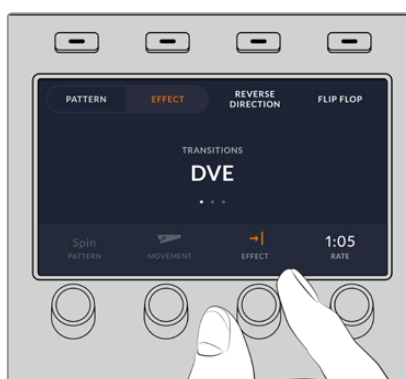 PATTERN
EFFECT
REVERSE
DIRECTION
FLIP FLOP
TRANSITIONS
DVE
Spin
PATTERN
MOVEMENT
EFFECT
1:05
RATE